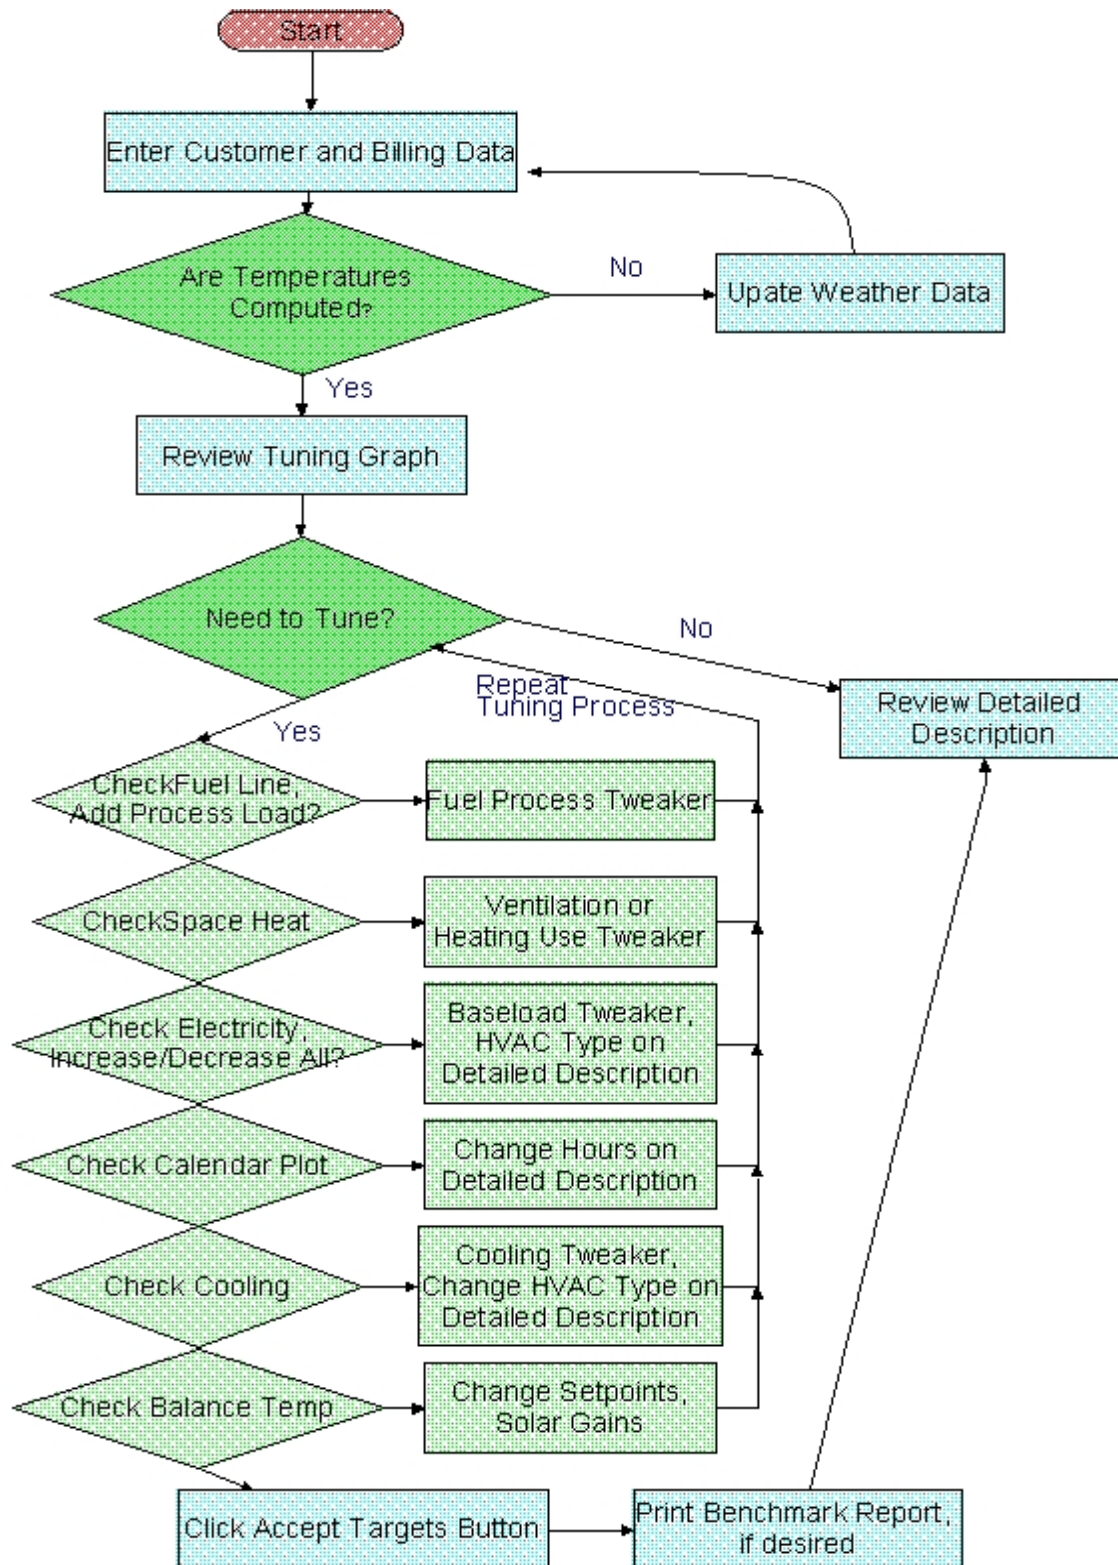 Start
Enter Customer and Billing Data
Are Temperatures
Computed?
No
Upate Weather Data
Yes
Review Tuning Graph
Need to Tune?
No
Review Detailed
Description
Repeat
Tuning Process
Yes
CheckFuel Line,
Add Process Load?
Fuel Process Tweaker
CheckSpace Heat
Ventilation or
Heating Use Tweaker
Check Electricity,
Increase/Decrease All?
Baseload Tweaker,
HVAC Type on
Detailed Description
Check Calendar Plot
Change Hours on
Detailed Description
Check Cooling
Cooling Tweaker,
Change HVAC Type on
Detailed Description
Check Balance Temp
Change Setpoints,
Solar Gains
Click Accept Targets Button
Print Benchmark Report,
if desired